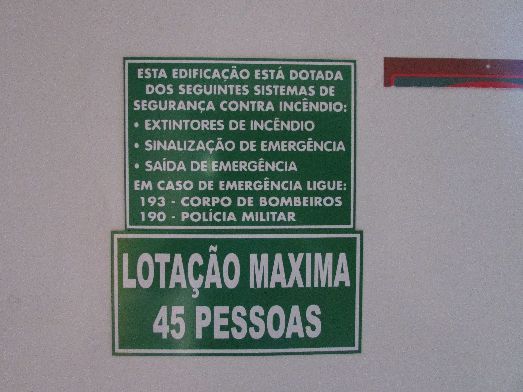 ESTA EDIFICAÇÃO ESTÁ DOTADA
DOS SEGUINTES SISTEMAS DE
SEGURANÇA CONTRA INCÊNDIO:
• EXTINTORES DE INCÊNDIO
• SINALIZAÇÃO DE EMERGÊNCIA
• SAÍDA DE EMERGÊNCIA
EM CASO DE EMERGÊNCIA LIGUE:
193 - CORPO DE BOMBEIROS
190 - POLÍCIA MILITAR
LOTAÇÃO MAXIMA
45 PESSOAS